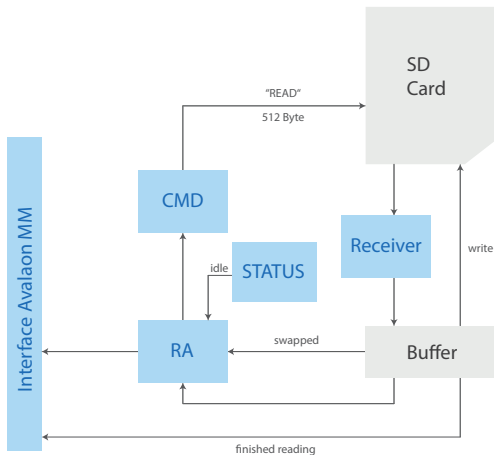 SD
Card
"READ"
512 Byte
CMD
Interface Avalaon MM
Receiver
write
idle
STATUS
RA
swapped
Buffer
finished reading